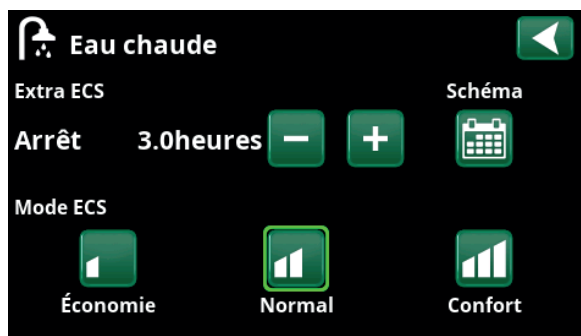 Eau chaude
Extra ECS Schéma
Arrêt 3.0heures − +
Mode ECS
Économie Normal Confort